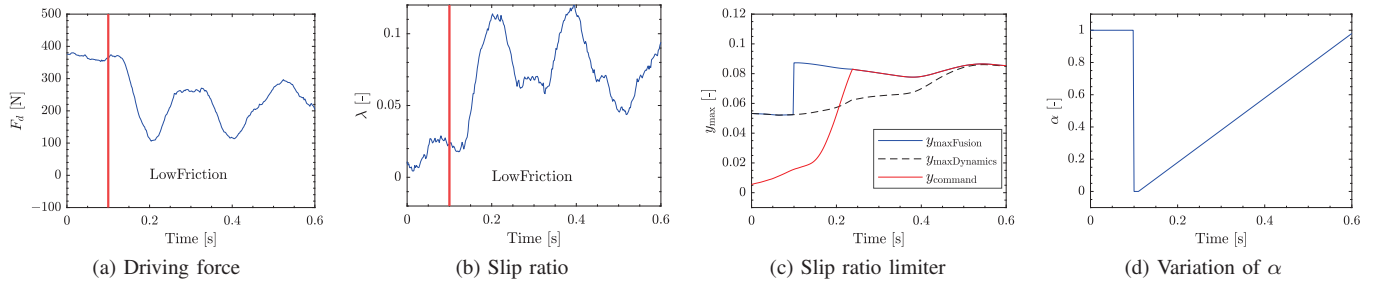 500
400
300
200
100
0
−100
F_d [N]
LowFriction
0
0.2
0.4
0.6
Time [s]
(a) Driving force
0.1
0.05
0
λ [-]
LowFriction
0
0.2
0.4
0.6
Time [s]
(b) Slip ratio
0.12
0.1
0.08
0.06
0.04
0.02
0
y_max [-]
y_maxFusion
y_maxDynamics
y_command
0
0.2
0.4
0.6
Time [s]
(c) Slip ratio limiter
1
0.8
0.6
0.4
0.2
0
α [-]
0
0.2
0.4
0.6
Time [s]
(d) Variation of α